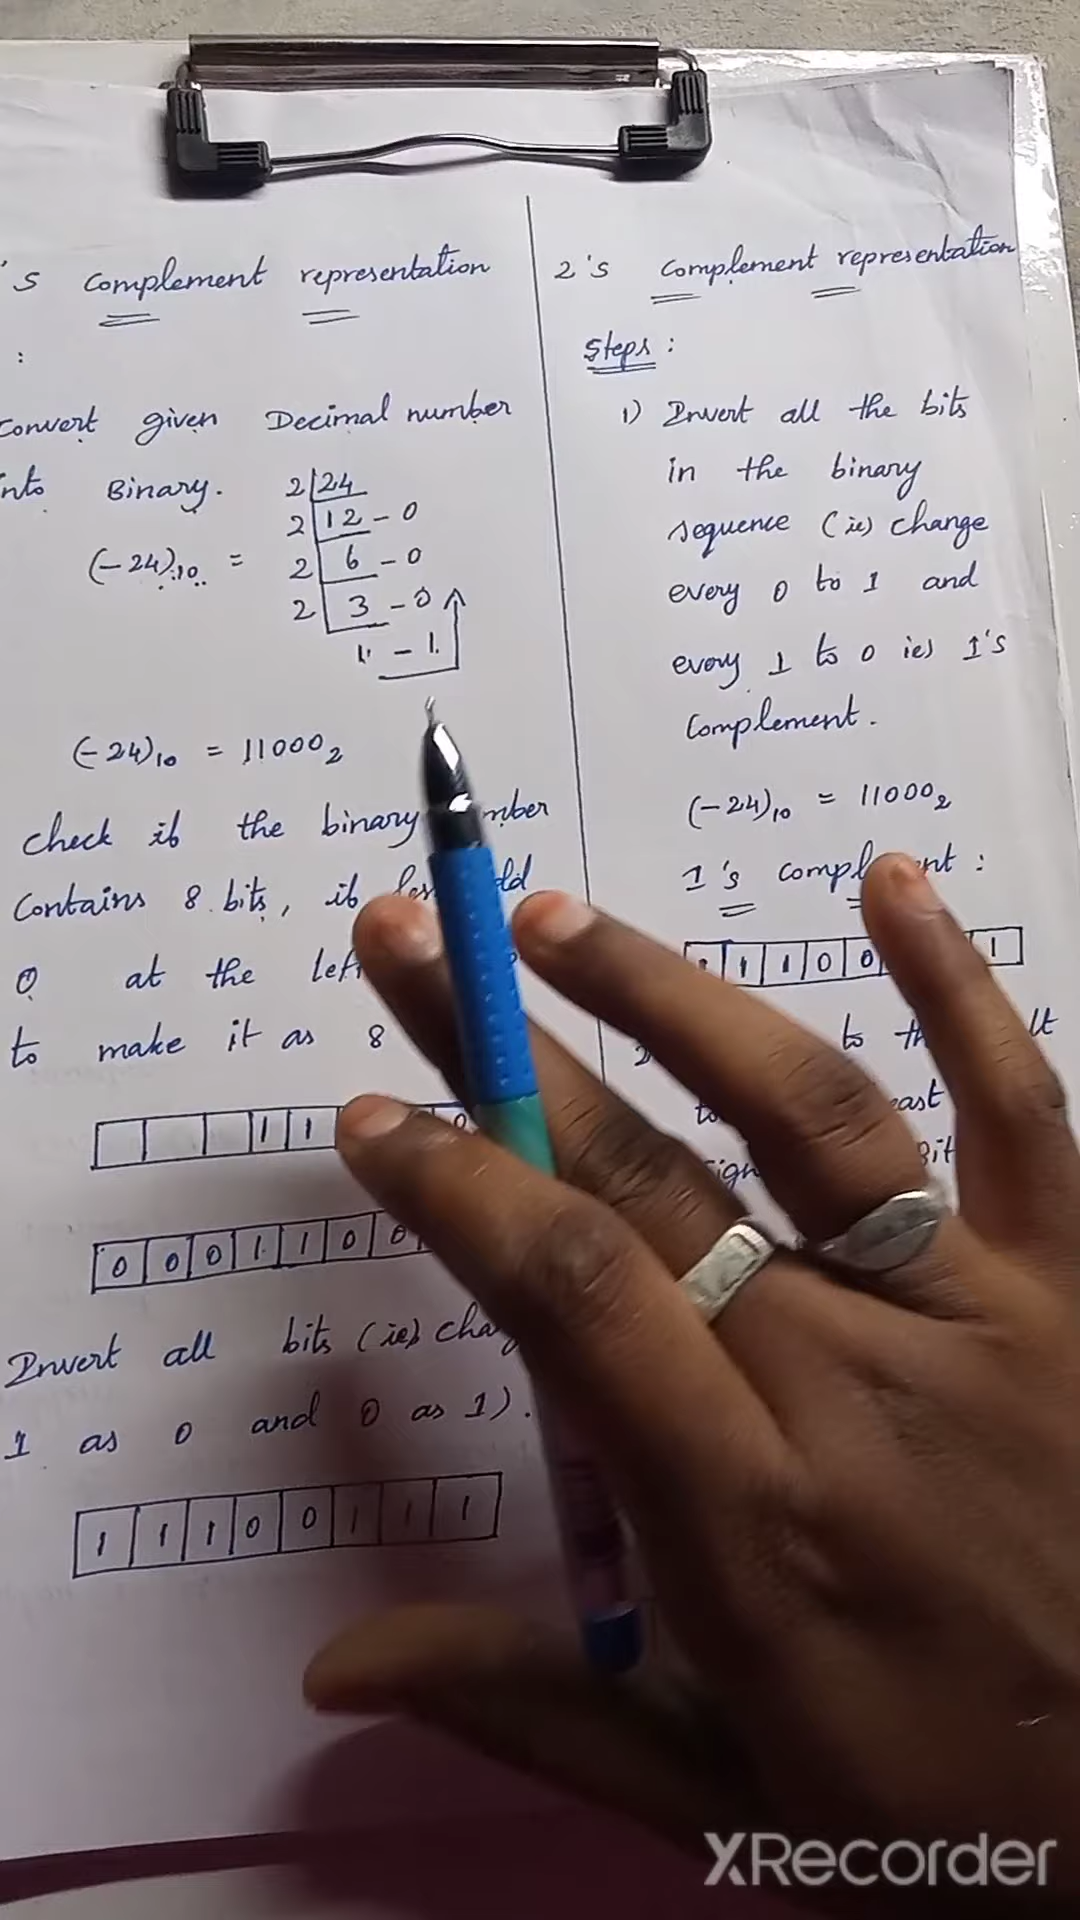 's complement representation
:
Convert given Decimal number
into Binary.
2 24
2 12 - 0
(-24)10 =
2 6 - 0
2 3 - 0
1 - 1
(-24)10 = 110002
check if the binary
contains 8 bits, if
0 at the left
to make it as 8
1 1 0
0 0 0 1 1 0 0
Invert all bits (ie)
1 as 0 and 0 as 1).
1 1 1 0 0 1 1 1
2's complement representation
Steps :
1) Invert all the bits
in the binary
sequence (ie) change
every 0 to 1 and
every 1 to 0 ie) 1's
complement.
(-24)10 = 110002
1's complement :
1 1 1 0 0 1
to
Bit
XRecorder